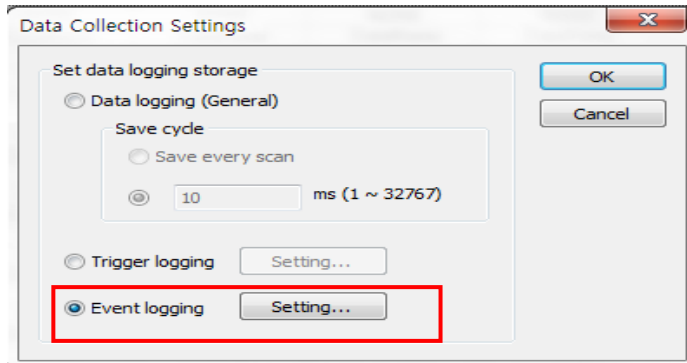 Data Collection Settings
Set data logging storage
Data logging (General)
Save cycle
Save every scan
10 ms (1 ~ 32767)
Trigger logging Setting...
Event logging Setting...
OK
Cancel